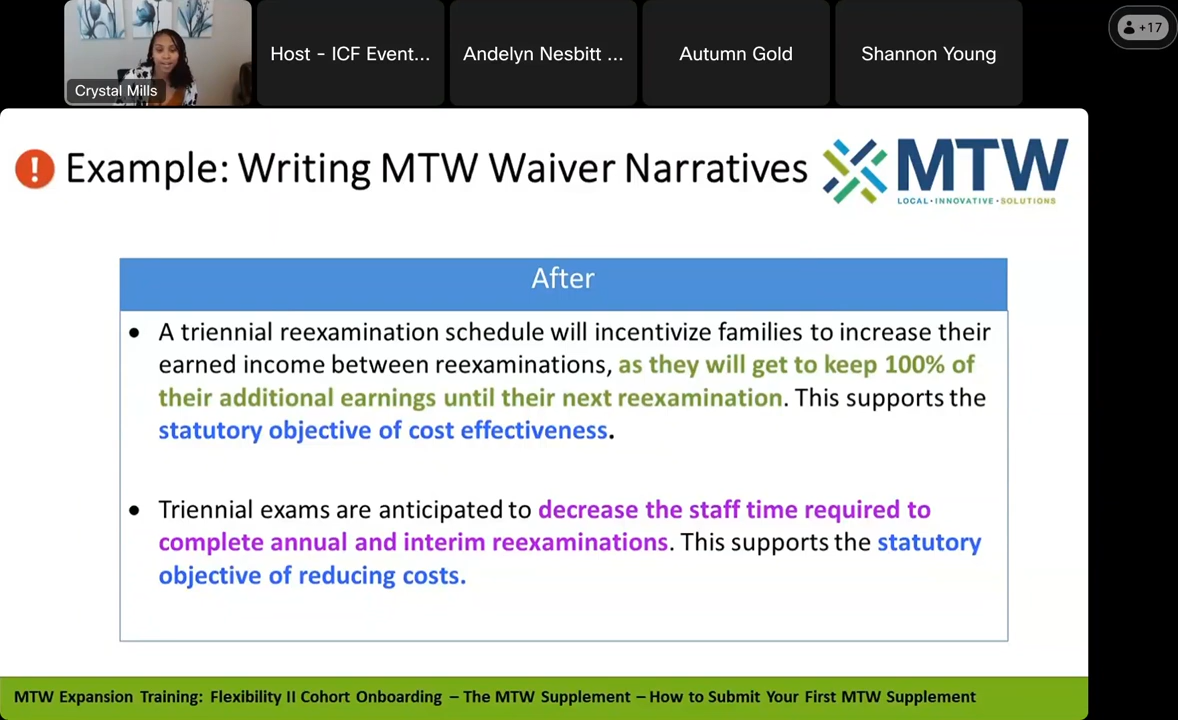 Crystal Mills
Host - ICF Event...
Andelyn Nesbitt ...
Autumn Gold
Shannon Young
+17
! Example: Writing MTW Waiver Narratives
MTW
LOCAL • INNOVATIVE • SOLUTIONS
After
• A triennial reexamination schedule will incentivize families to increase their
earned income between reexaminations, as they will get to keep 100% of
their additional earnings until their next reexamination. This supports the
statutory objective of cost effectiveness.
• Triennial exams are anticipated to decrease the staff time required to
complete annual and interim reexaminations. This supports the statutory
objective of reducing costs.
MTW Expansion Training: Flexibility II Cohort Onboarding – The MTW Supplement – How to Submit Your First MTW Supplement